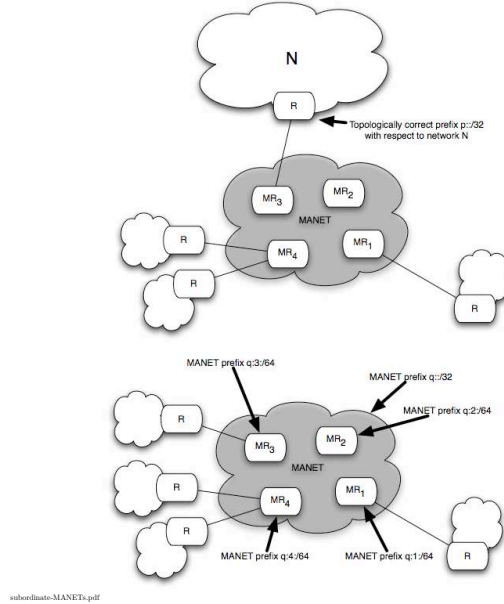 N
R
Topologically correct prefix p::/32
with respect to network N
MR3
MR2
MANET
R
MR4
MR1
R
R
MANET prefix q:3:/64
MANET prefix q::/32
MANET prefix q:2:/64
R
MR3
MR2
MANET
R
MR4
MR1
R
MANET prefix q:4:/64
MANET prefix q:1:/64
R
subordinate-MANETs.pdf